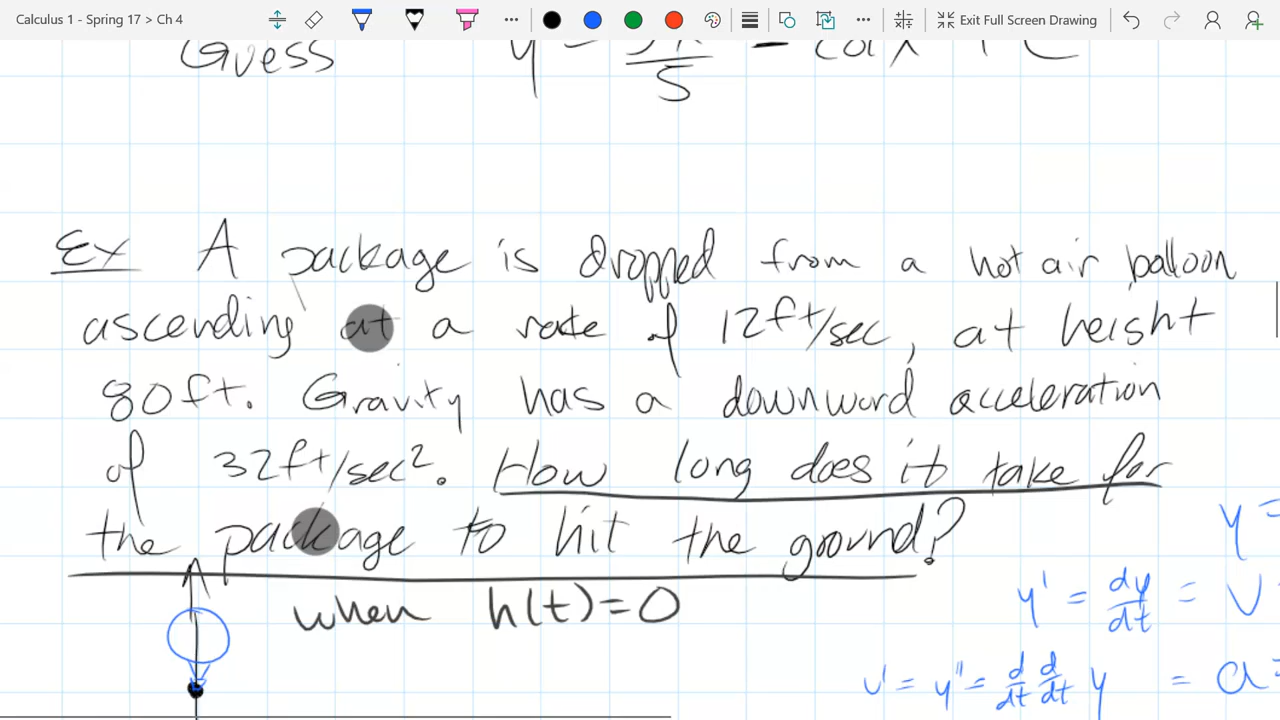 Calculus 1 - Spring 17 > Ch 4
Exit Full Screen Drawing
Guess y = 5
Ex A package is dropped from a hot air balloon
ascending at a rate of 12ft/sec, at height
80ft. Gravity has a downward acceleration
of 32ft/sec². How long does it take for
the package to hit the ground?
when h(t)=0
y =
y' = dy/dt = v
v' = y" = d/dt d/dt y = a =